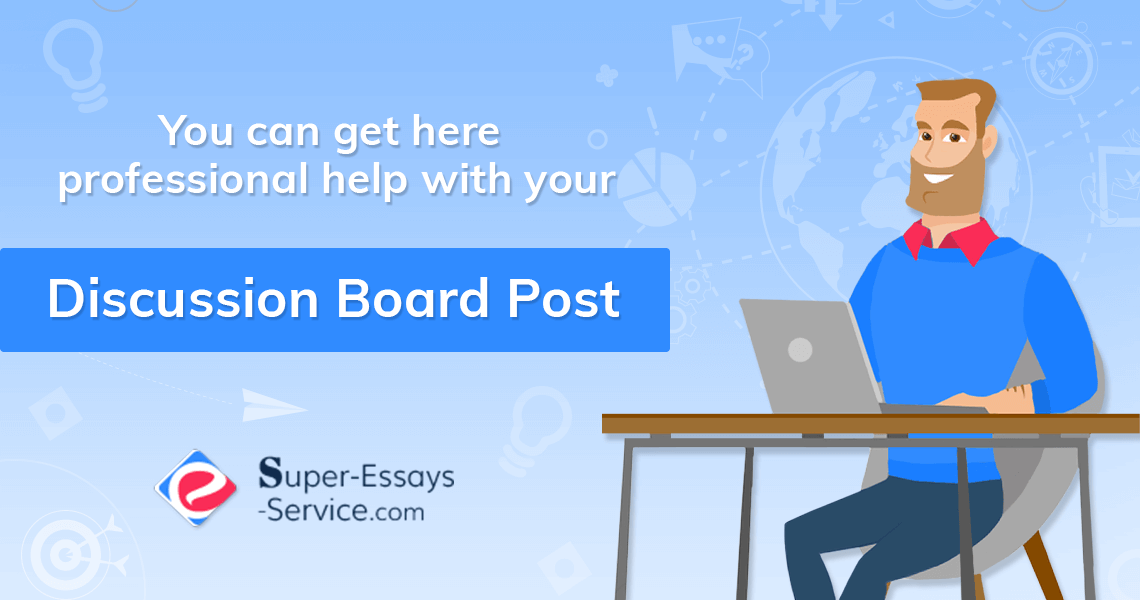 You can get here
professional help with your
Discussion Board Post
Super-Essays
-Service.com